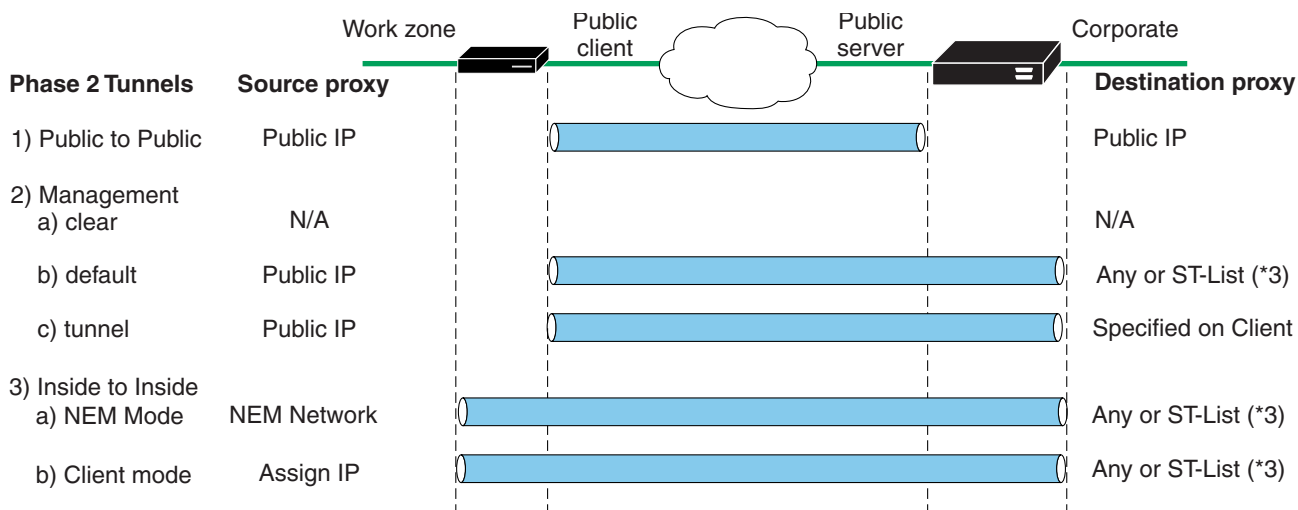 Work zone
Public
client
Public
server
Corporate
Phase 2 Tunnels Source proxy Destination proxy
1) Public to Public Public IP Public IP
2) Management
a) clear N/A N/A
b) default Public IP Any or ST-List (*3)
c) tunnel Public IP Specified on Client
3) Inside to Inside
a) NEM Mode NEM Network Any or ST-List (*3)
b) Client mode Assign IP Any or ST-List (*3)